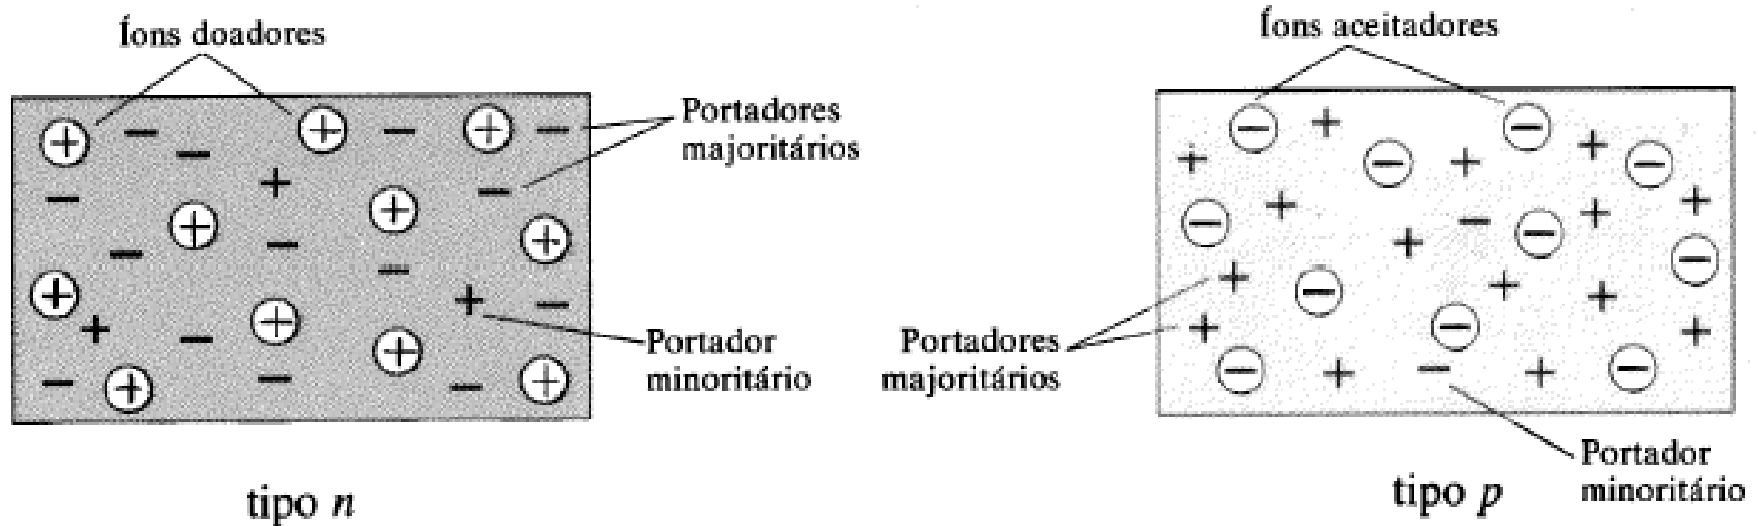 Íons doadores
Portadores
majoritários
Portador
minoritário
tipo n
Íons aceitadores
Portadores
majoritários
Portador
minoritário
tipo p